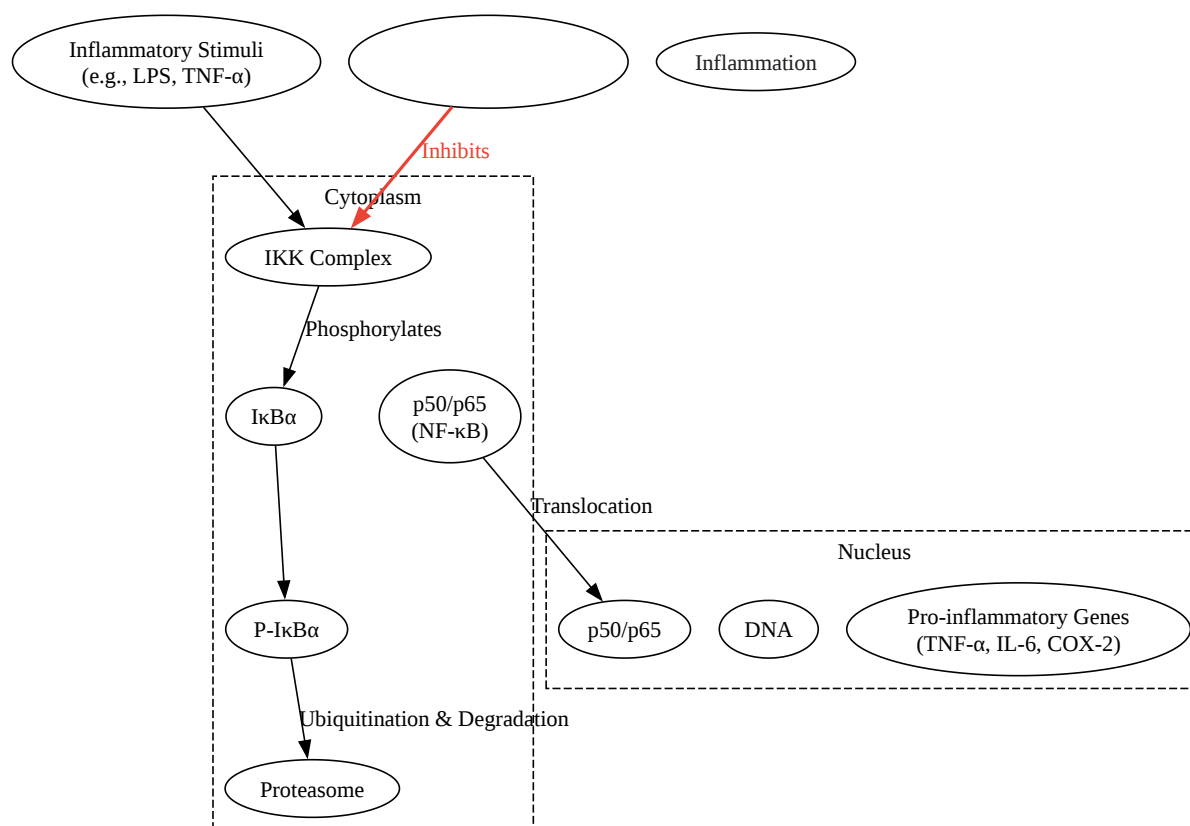 Inflammatory Stimuli
(e.g., LPS, TNF-α)
Inflammation
Inhibits
Cytoplasm
IKK Complex
Phosphorylates
IκBα
p50/p65
(NF-κB)
Translocation
Nucleus
P-IκBα
p50/p65
DNA
Pro-inflammatory Genes
(TNF-α, IL-6, COX-2)
Ubiquitination & Degradation
Proteasome